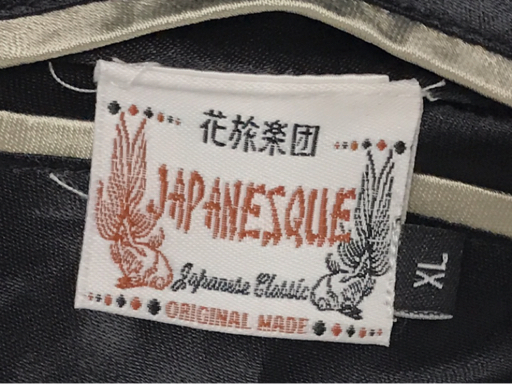 花旅楽団
JAPANESQUE
Japanese Classic
ORIGINAL MADE
XL